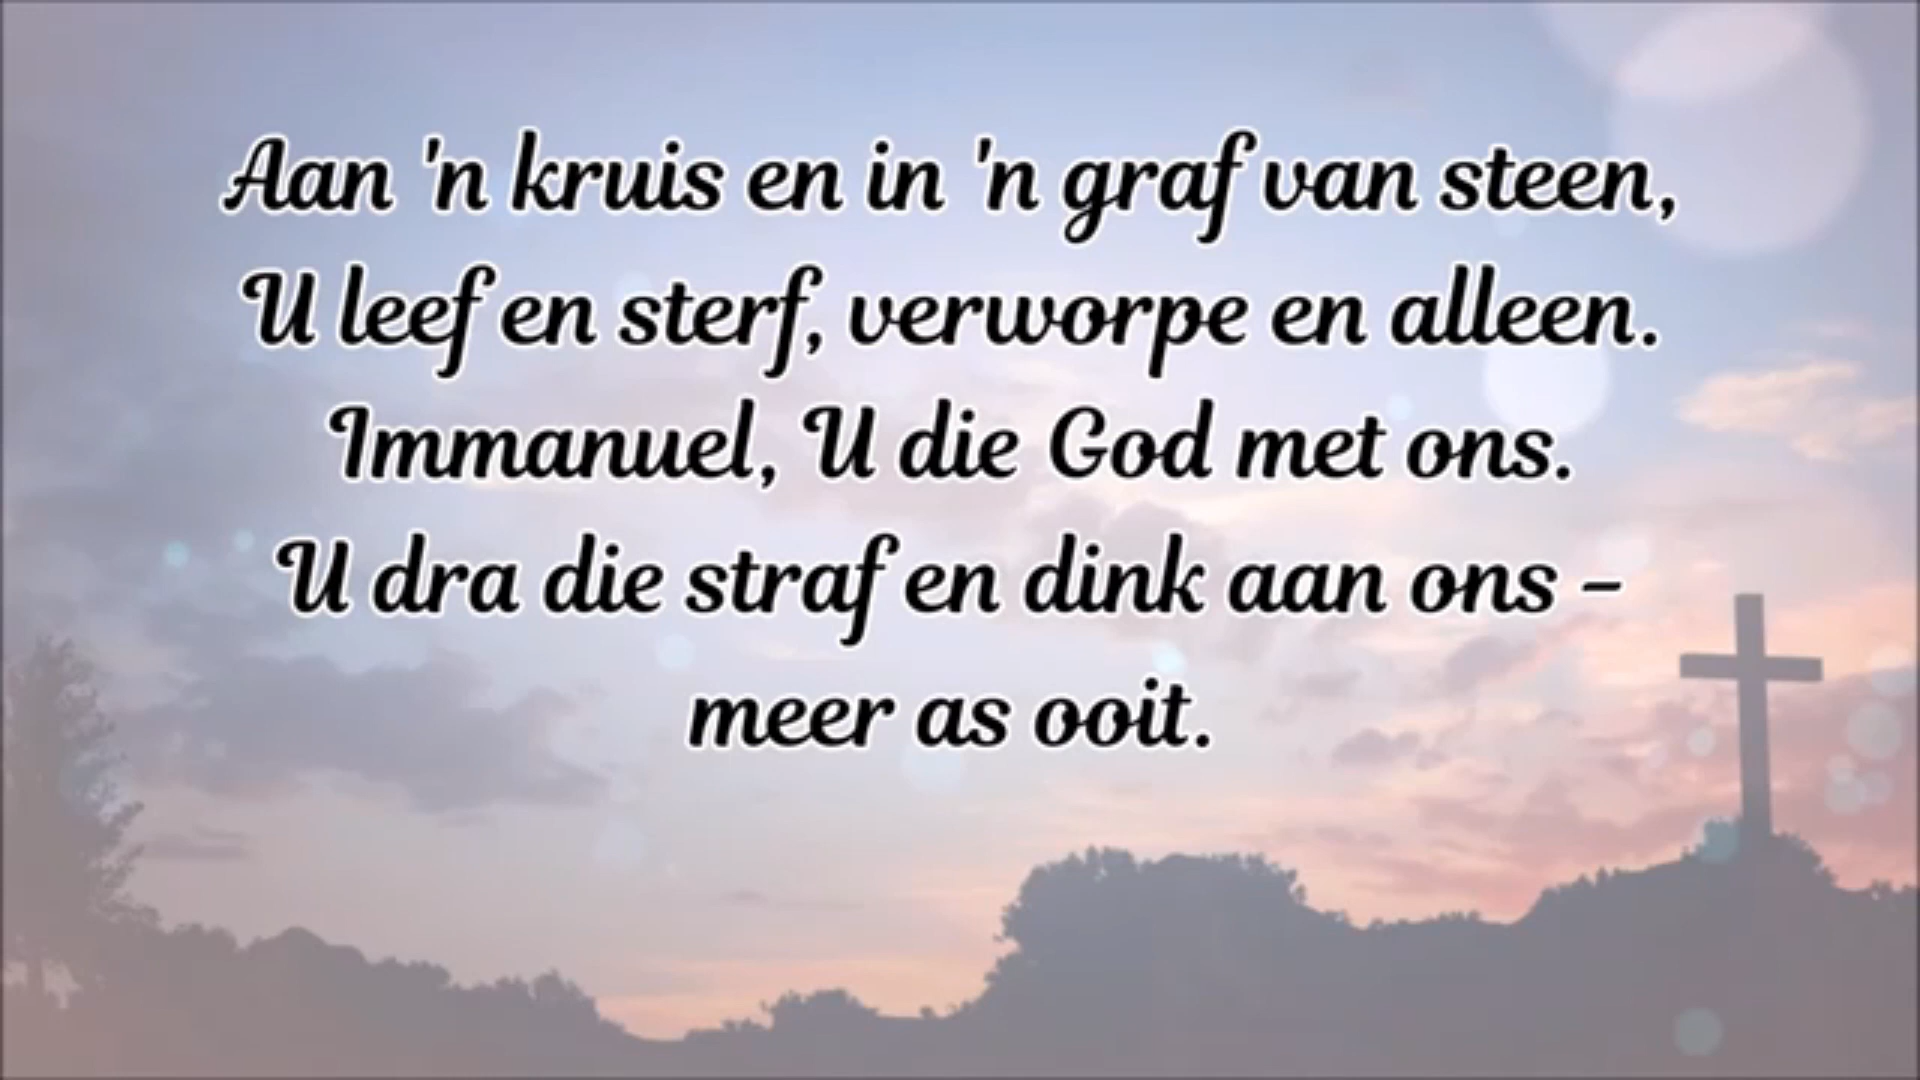 Aan 'n kruis en in 'n graf van steen,
U leef en sterf, verworpe en alleen.
Immanuel, U die God met ons.
U dra die straf en dink aan ons –
meer as ooit.